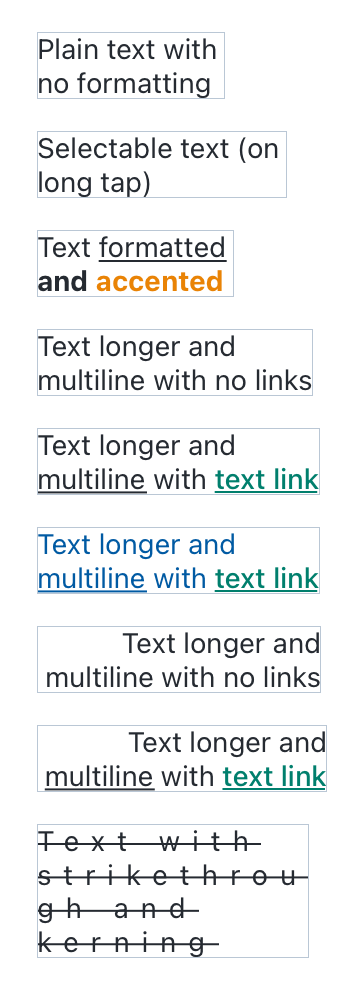 Plain text with
no formatting
Selectable text (on
long tap)
Text formatted
and accented
Text longer and
multiline with no links
Text longer and
multiline with text link
Text longer and
multiline with text link
Text longer and
multiline with no links
Text longer and
multiline with text link
Text with
strikethrou
gh and
kerning